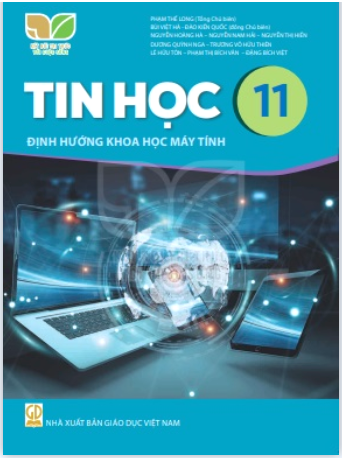 PHẠM THẾ LONG (Tổng Chủ biên)
BÙI VIỆT HÀ - ĐÀO KIẾN QUỐC (đồng Chủ biên)
NGUYỄN HOÀNG HÀ - NGUYỄN NAM HẢI - NGUYỄN THỊ HIỀN
DƯƠNG QUỲNH NGA - TRƯƠNG VÕ HỮU THIÊN
LÊ HỮU TÔN - PHẠM THỊ BÍCH VÂN - ĐẶNG BÍCH VIỆT
KẾT NỐI TRI THỨC
VỚI CUỘC SỐNG
TIN HỌC 11
ĐỊNH HƯỚNG KHOA HỌC MÁY TÍNH
GD
NHÀ XUẤT BẢN GIÁO DỤC VIỆT NAM